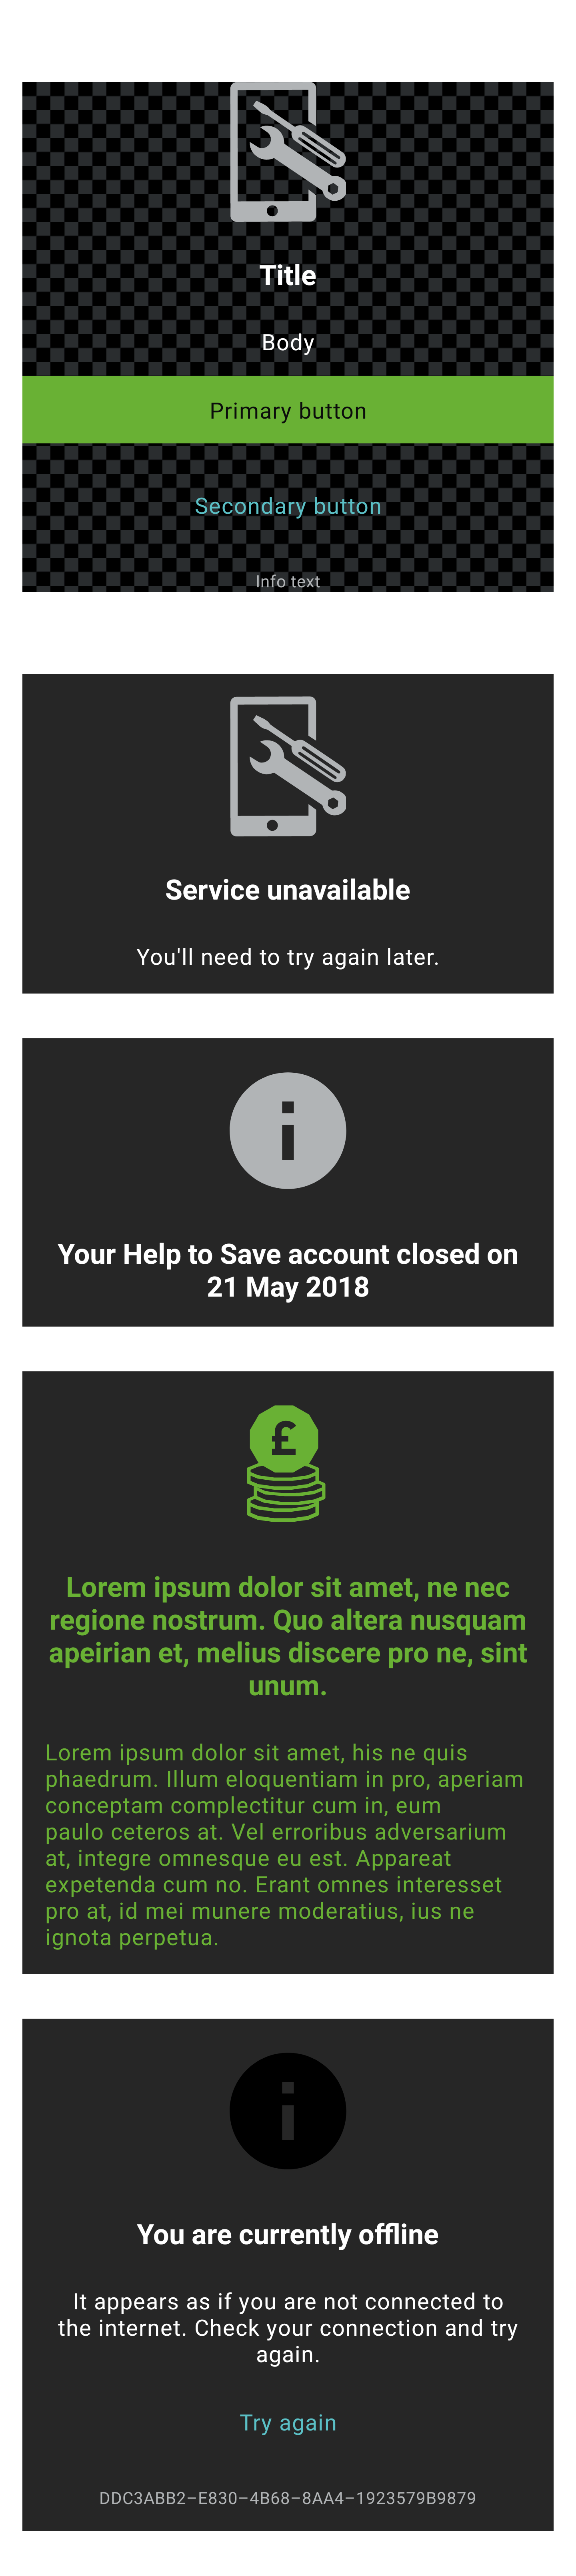 Title
Body
Primary button
Secondary button
Info text
Service unavailable
You'll need to try again later.
i
Your Help to Save account closed on
21 May 2018
£
Lorem ipsum dolor sit amet, ne nec
regione nostrum. Quo altera nusquam
apeirian et, melius discere pro ne, sint
unum.
Lorem ipsum dolor sit amet, his ne quis
phaedrum. Illum eloquentiam in pro, aperiam
conceptam complectitur cum in, eum
paulo ceteros at. Vel erroribus adversarium
at, integre omnesque eu est. Appareat
expetenda cum no. Erant omnes interesset
pro at, id mei munere moderatius, ius ne
ignota perpetua.
i
You are currently offline
It appears as if you are not connected to
the internet. Check your connection and try
again.
Try again
DDC3ABB2–E830–4B68–8AA4–1923579B9879